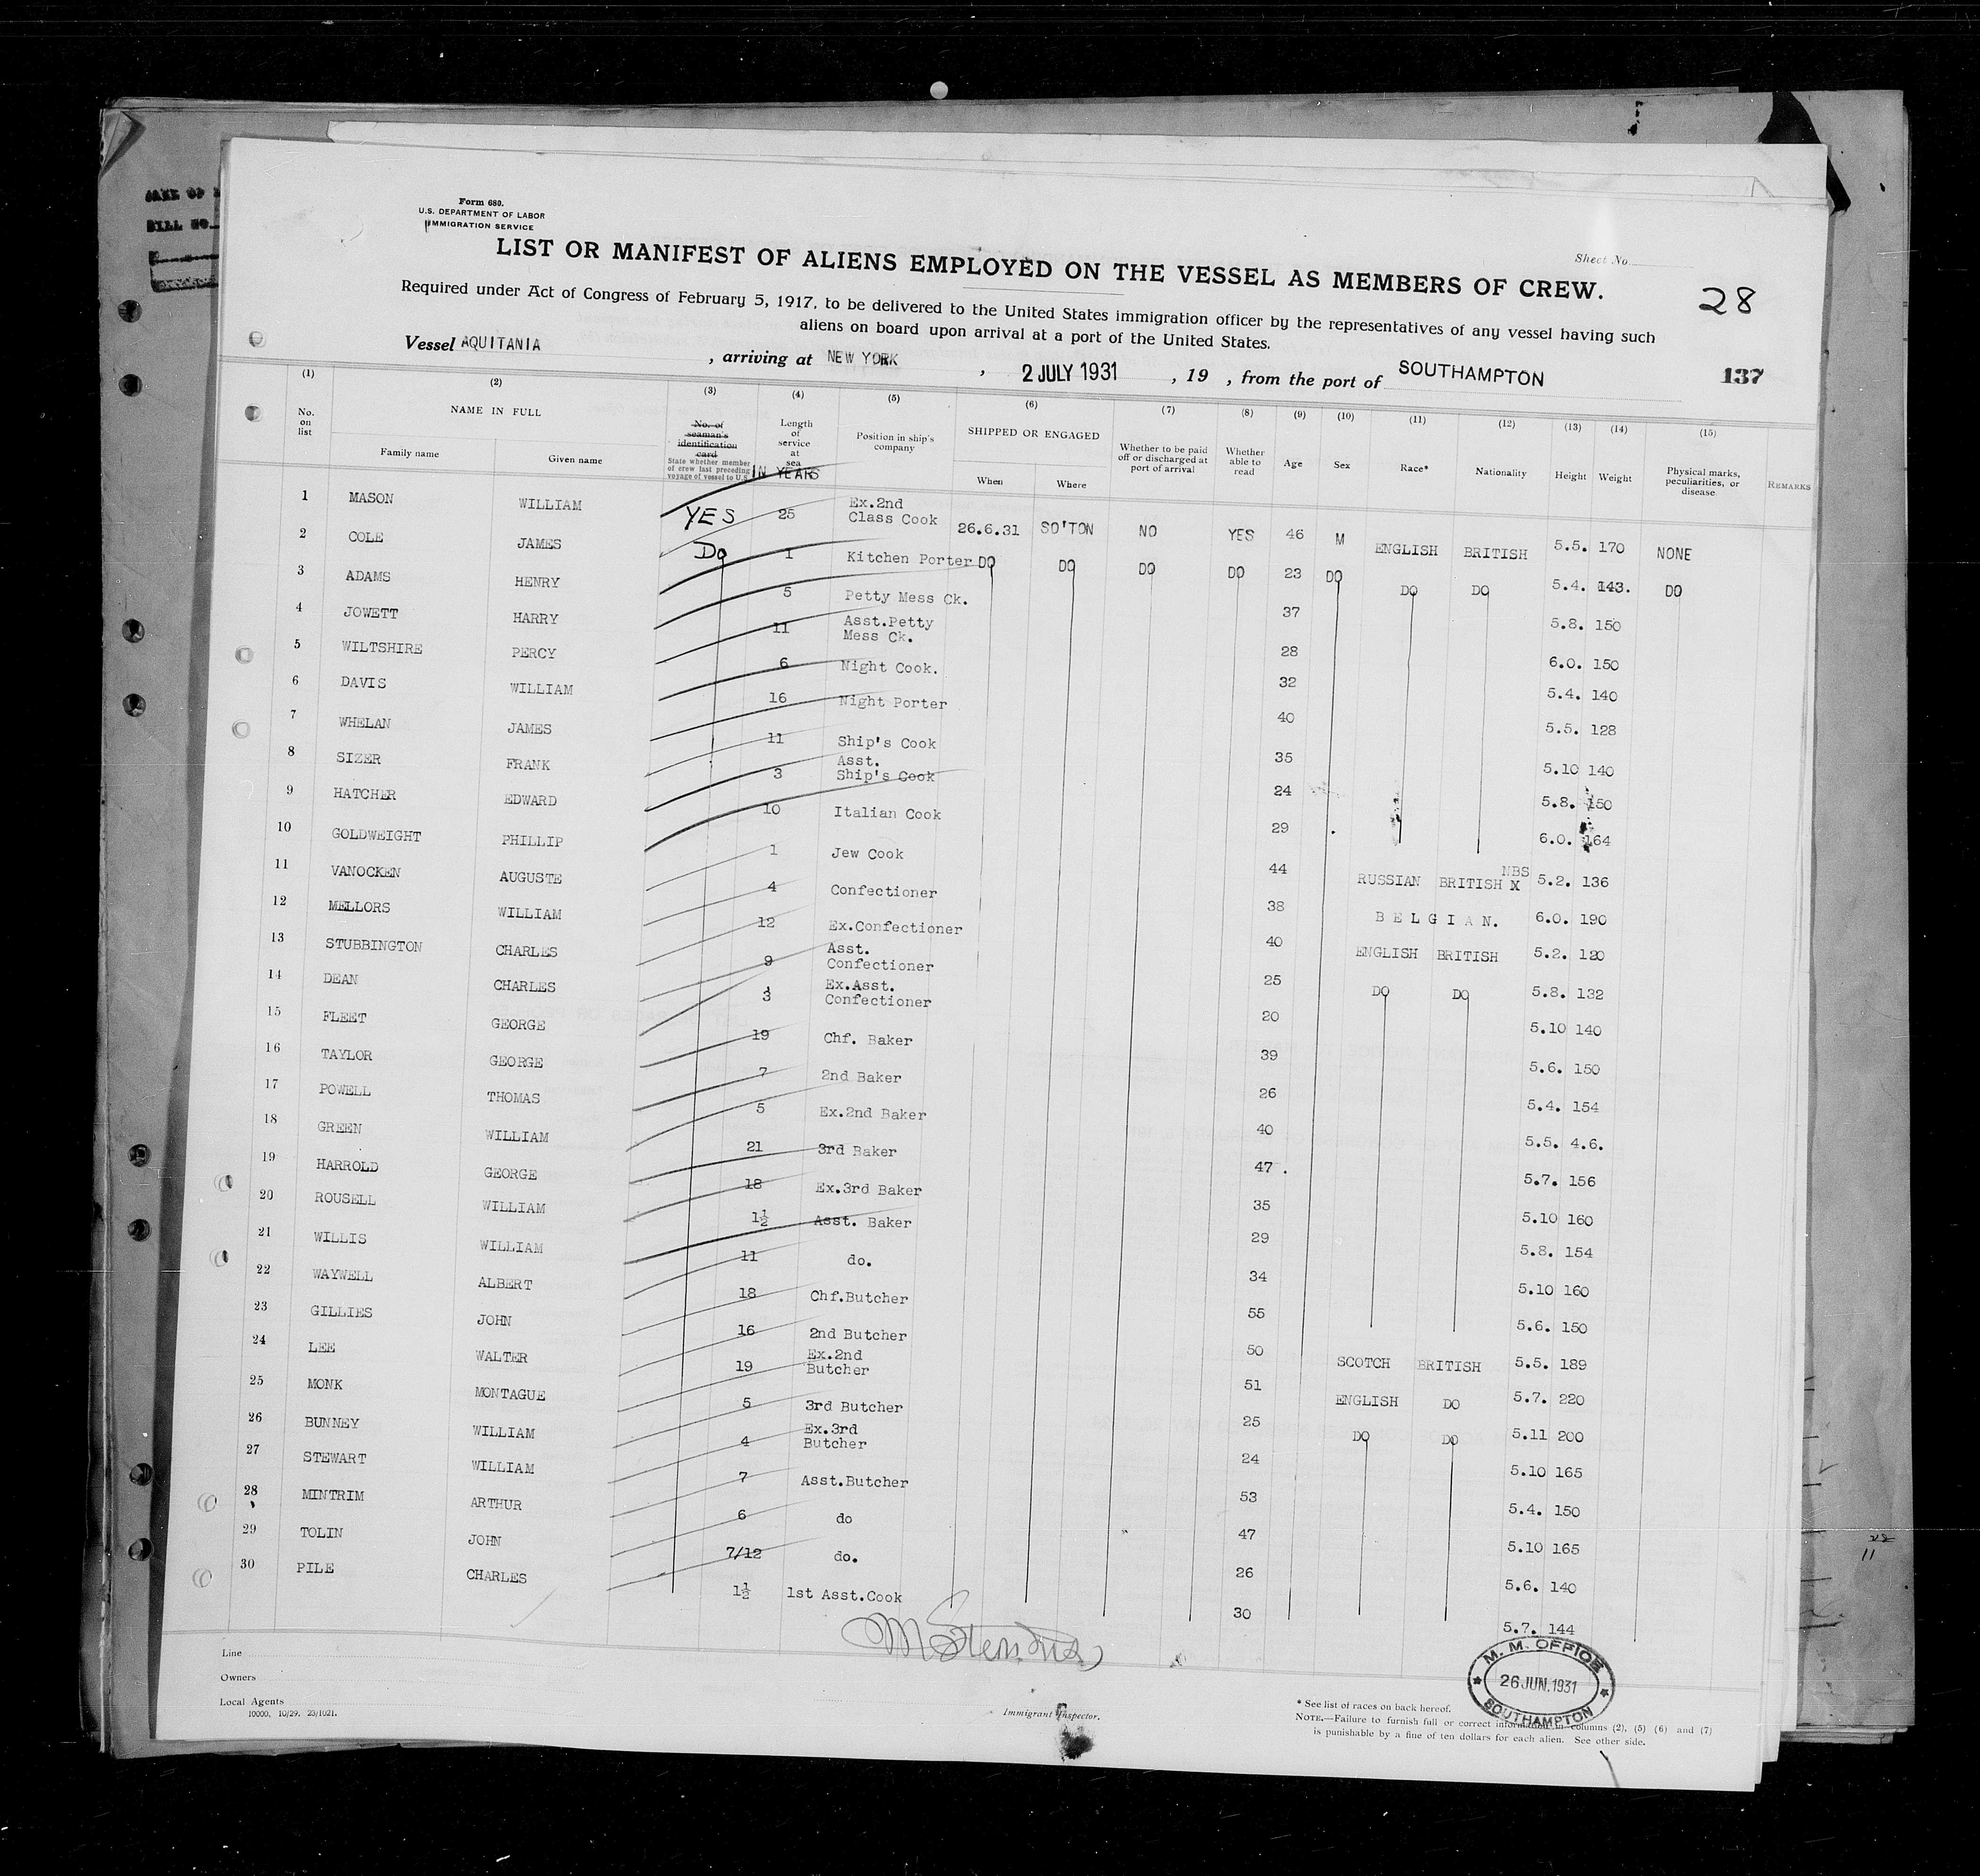 Form 680.
U.S. DEPARTMENT OF LABOR
IMMIGRATION SERVICE
LIST OR MANIFEST OF ALIENS EMPLOYED ON THE VESSEL AS MEMBERS OF CREW.
Sheet No.
28
Required under Act of Congress of February 5, 1917, to be delivered to the United States immigration officer by the representatives of any vessel having such
aliens on board upon arrival at a port of the United States.
Vessel AQUITANIA , arriving at NEW YORK , 2 JULY 1931 , 19 , from the port of SOUTHAMPTON 137
(1) (2) (3) (4) (5) (6) (7) (8) (9) (10) (11) (12) (13) (14) (15)
No. on list NAME IN FULL Family name Given name No. of seaman's identification card State whether member of crew last preceding voyage of vessel to U.S. Length of service at sea IN YEARS Position in ship's company SHIPPED OR ENGAGED When Where Whether to be paid off or discharged at port of arrival Whether able to read Age Sex Race* Nationality Height Weight Physical marks, peculiarities, or disease REMARKS
1 MASON WILLIAM YES 25 Ex.2nd Class Cook 26.6.31 SO'TON NO YES 46 M ENGLISH BRITISH 5.5. 170 NONE
2 COLE JAMES Do 1 Kitchen Porter DO DO DO DO 23 DO DO DO 5.4. 143. DO
3 ADAMS HENRY 5 Petty Mess Ck. 37 5.8. 150
4 JOWETT HARRY 11 Asst.Petty Mess Ck. 28 6.0. 150
5 WILTSHIRE PERCY 6 Night Cook. 32 5.4. 140
6 DAVIS WILLIAM 16 Night Porter 40 5.5. 128
7 WHELAN JAMES 11 Ship's Cook 35 5.10 140
8 SIZER FRANK 3 Asst. Ship's Cook 24 5.8. 150
9 HATCHER EDWARD 10 Italian Cook 29 6.0. 164
10 GOLDWEIGHT PHILLIP 1 Jew Cook 44 RUSSIAN BRITISH X NBS 5.2. 136
11 VANOCKEN AUGUSTE 4 Confectioner 38 BELGIAN. 6.0. 190
12 MELLORS WILLIAM 12 Ex.Confectioner 40 ENGLISH BRITISH 5.2. 120
13 STUBBINGTON CHARLES 9 Asst. Confectioner 25 DO DO 5.8. 132
14 DEAN CHARLES 3 Ex.Asst. Confectioner 20 5.10 140
15 FLEET GEORGE 19 Chf. Baker 39 5.6. 150
16 TAYLOR GEORGE 7 2nd Baker 26 5.4. 154
17 POWELL THOMAS 5 Ex.2nd Baker 40 5.5. 4.6.
18 GREEN WILLIAM 21 3rd Baker 47 . 5.7. 156
19 HARROLD GEORGE 18 Ex.3rd Baker 35 5.10 160
20 ROUSELL WILLIAM 1½ Asst. Baker 29 5.8. 154
21 WILLIS WILLIAM 11 do. 34 5.10 160
22 WAYWELL ALBERT 18 Chf.Butcher 55 5.6. 150
23 GILLIES JOHN 16 2nd Butcher 50 SCOTCH BRITISH 5.5. 189
24 LEE WALTER 19 Ex.2nd Butcher 51 ENGLISH DO 5.7. 220
25 MONK MONTAGUE 5 3rd Butcher 25 DO DO 5.11 200
26 BUNNEY WILLIAM 4 Ex.3rd Butcher 24 5.10 165
27 STEWART WILLIAM 7 Asst.Butcher 53 5.4. 150
28 MINTRIM ARTHUR 6 do 47 5.10 165
29 TOLIN JOHN 7/12 do. 26 5.6. 140
30 PILE CHARLES 1½ 1st Asst.Cook 30 5.7. 144
Line
Owners
Local Agents
10000, 10/29. 23/1021.
Immigrant Inspector.
M. M. OFFICE
26 JUN. 1931
SOUTHAMPTON
* See list of races on back hereof.
NOTE.—Failure to furnish full or correct information in columns (2), (5) (6) and (7)
is punishable by a fine of ten dollars for each alien. See other side.